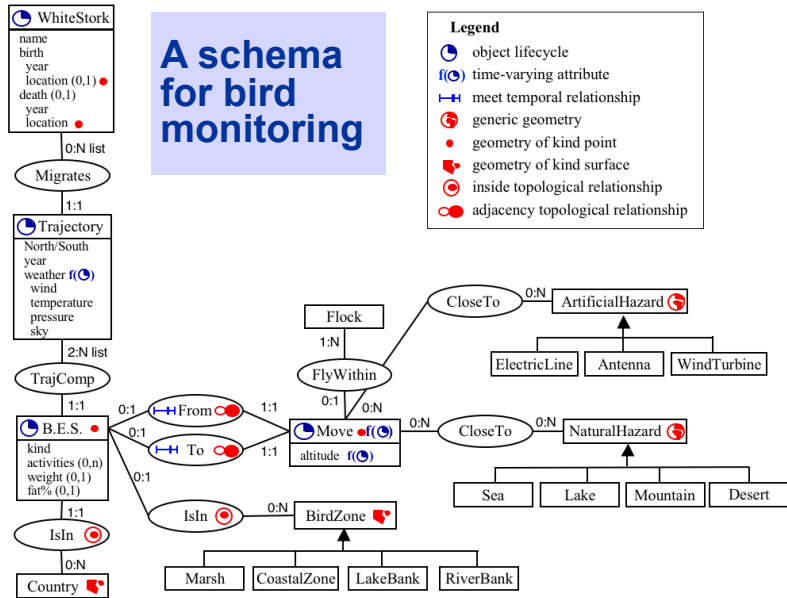 WhiteStork
name
birth
year
location (0,1)
death (0,1)
year
location
A schema
for bird
monitoring
Legend
object lifecycle
f( ) time-varying attribute
meet temporal relationship
generic geometry
geometry of kind point
geometry of kind surface
inside topological relationship
adjacency topological relationship
0:N list
Migrates
1:1
Trajectory
North/South
year
weather f( )
wind
temperature
pressure
sky
2:N list
TrajComp
1:1
B.E.S.
kind
activities (0,n)
weight (0,1)
fat% (0,1)
1:1
IsIn
0:N
Country
0:1
From
1:1
0:1
To
1:1
0:1
IsIn
0:N
BirdZone
Marsh
CoastalZone
LakeBank
RiverBank
Flock
1:N
FlyWithin
0:1
0:N
Move f( )
altitude f( )
CloseTo
0:N
ArtificialHazard
ElectricLine
Antenna
WindTurbine
0:N
CloseTo
0:N
NaturalHazard
Sea
Lake
Mountain
Desert